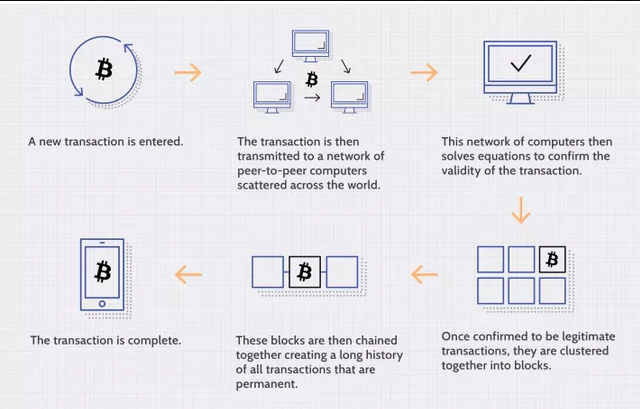 A new transaction is entered.
The transaction is then
transmitted to a network of
peer-to-peer computers
scattered across the world.
This network of computers then
solves equations to confirm the
validity of the transaction.
Once confirmed to be legitimate
transactions, they are clustered
together into blocks.
These blocks are then chained
together creating a long history
of all transactions that are
permanent.
The transaction is complete.